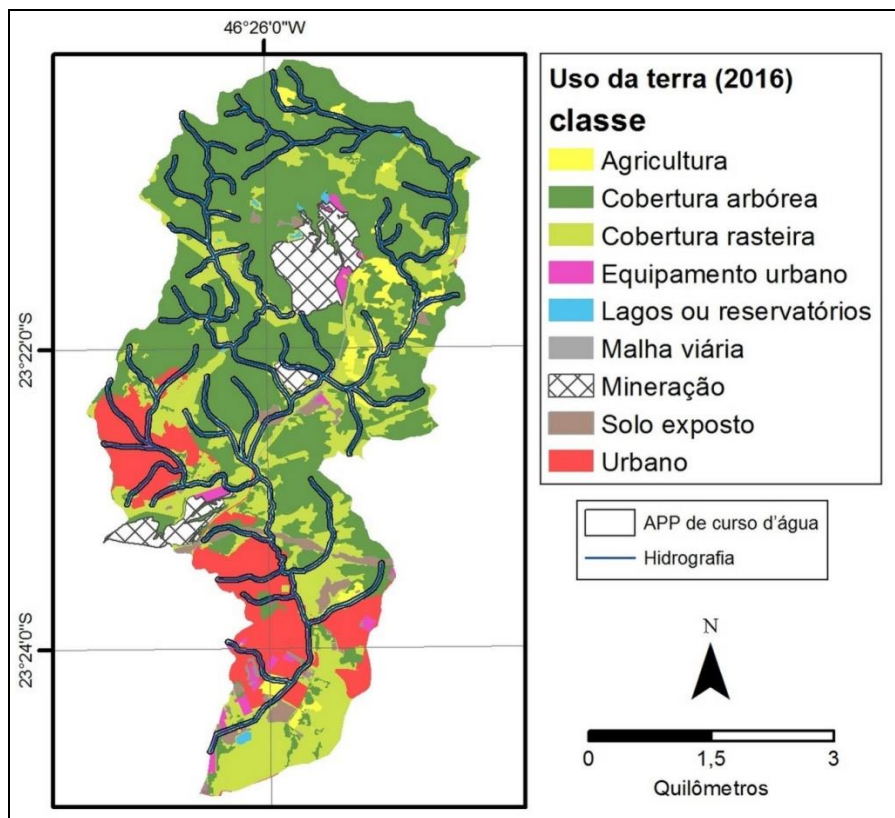 46°26'0"W
23°22'0"S
23°24'0"S
Uso da terra (2016)
classe
Agricultura
Cobertura arbórea
Cobertura rasteira
Equipamento urbano
Lagos ou reservatórios
Malha viária
Mineração
Solo exposto
Urbano
APP de curso d'água
Hidrografia
N
0 1,5 3
Quilômetros